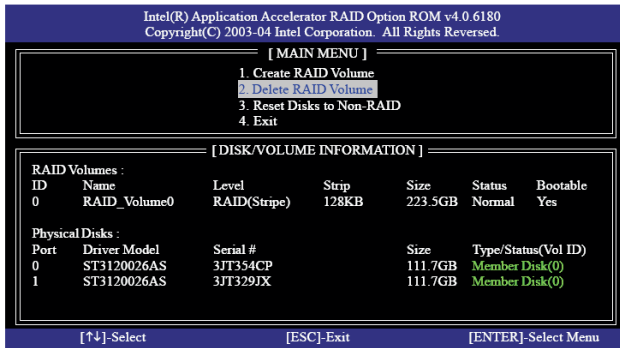 Intel(R) Application Accelerator RAID Option ROM v4.0.6180
Copyright(C) 2003-04 Intel Corporation. All Rights Reversed.
[ MAIN MENU ]
1. Create RAID Volume
2. Delete RAID Volume
3. Reset Disks to Non-RAID
4. Exit
[ DISK/VOLUME INFORMATION ]
RAID Volumes :
ID Name Level Strip Size Status Bootable
0 RAID_Volume0 RAID(Stripe) 128KB 223.5GB Normal Yes
Physical Disks :
Port Driver Model Serial # Size Type/Status(Vol ID)
0 ST3120026AS 3JT354CP 111.7GB Member Disk(0)
1 ST3120026AS 3JT329JX 111.7GB Member Disk(0)
[↑↓]-Select [ESC]-Exit [ENTER]-Select Menu